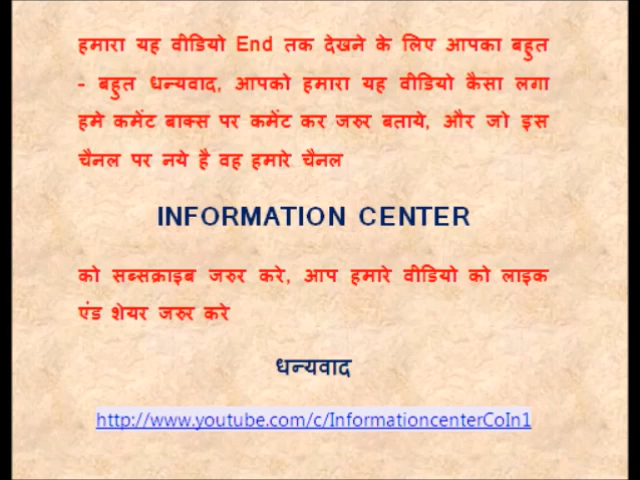 हमारा यह वीडियो End तक देखने के लिए आपका बहुत
– बहुत धन्यवाद, आपको हमारा यह वीडियो कैसा लगा
हमे कमेंट बाक्स पर कमेंट कर जरुर बताये, और जो इस
चैनल पर नये है वह हमारे चैनल
INFORMATION CENTER
को सब्सक्राइब जरुर करे, आप हमारे वीडियो को लाइक
एंड शेयर जरुर करे
धन्यवाद
http://www.youtube.com/c/InformationcenterCoIn1